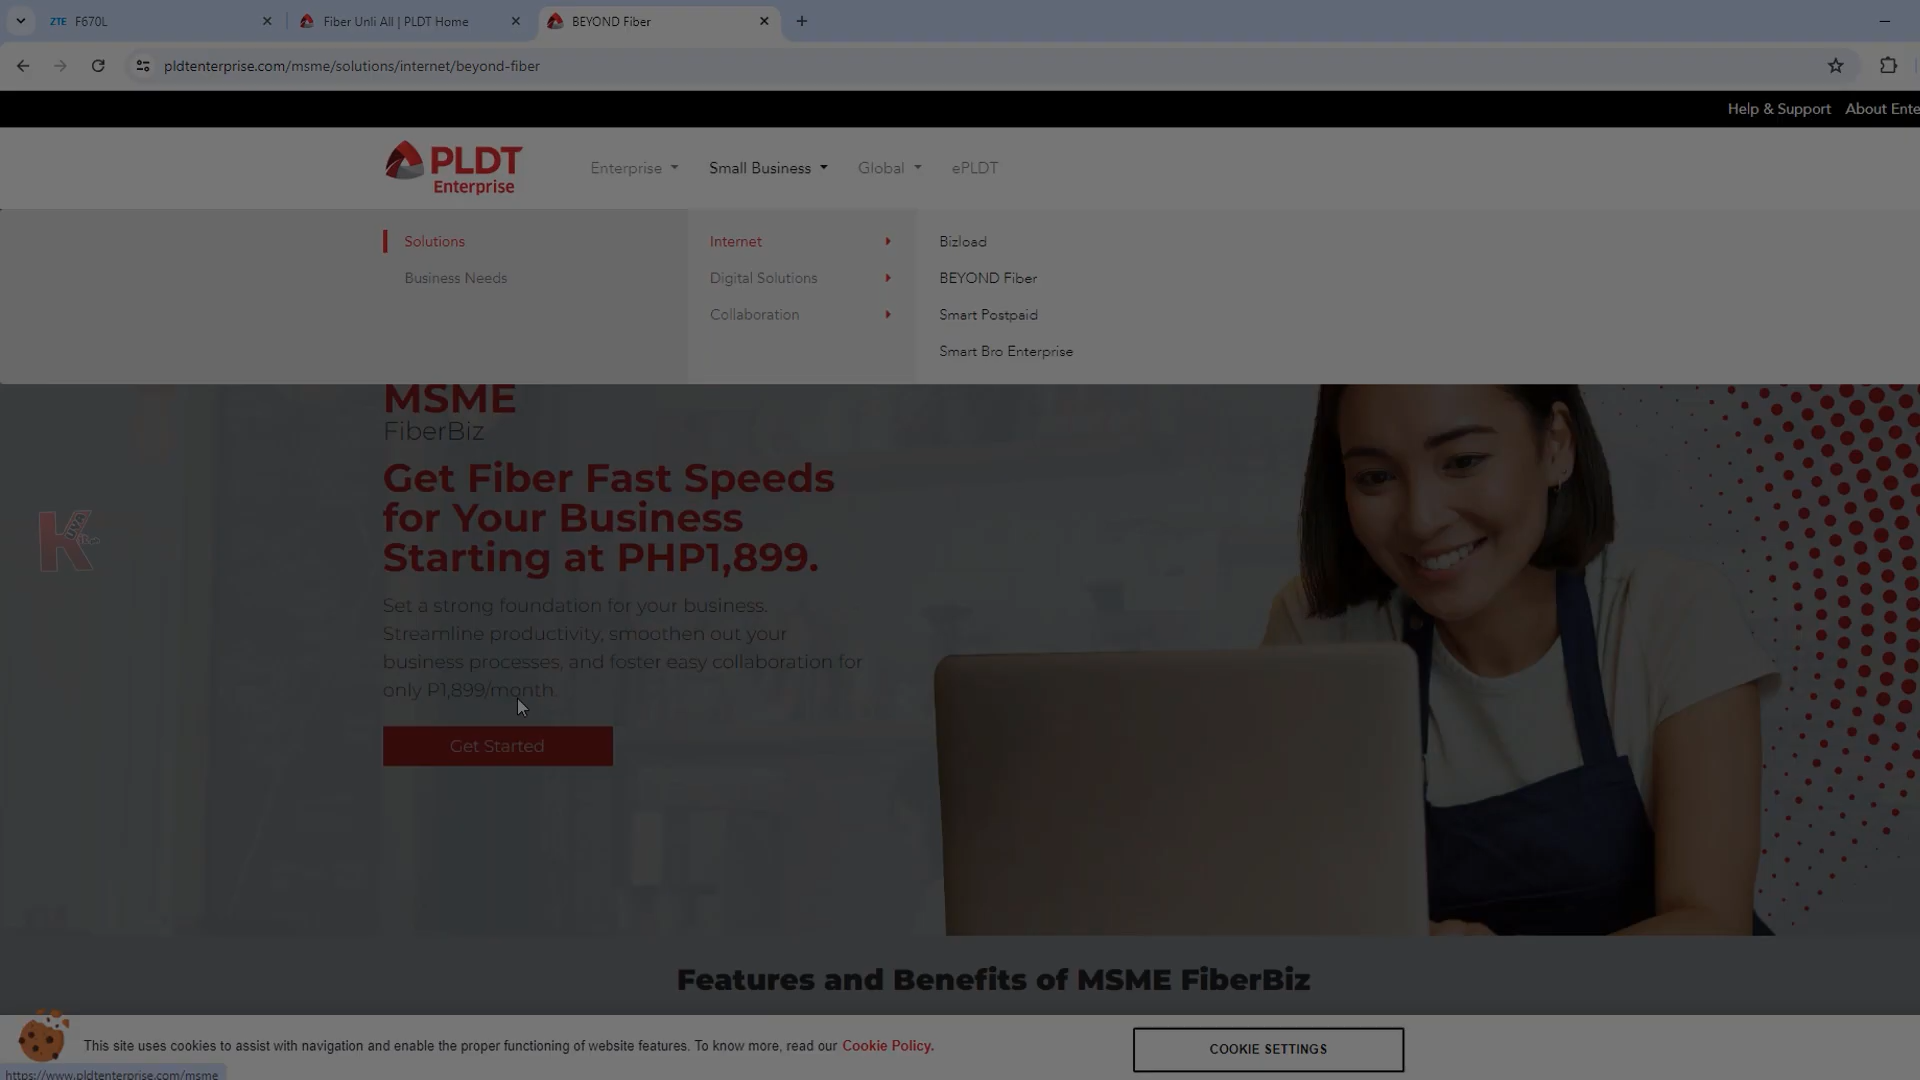 ZTE F670L
Fiber Unli All | PLDT Home
BEYOND Fiber
pldtenterprise.com/msme/solutions/internet/beyond-fiber
Help & Support About Ente
PLDT
Enterprise
Enterprise Small Business Global ePLDT
Solutions
Business Needs
Internet
Digital Solutions
Collaboration
Bizload
BEYOND Fiber
Smart Postpaid
Smart Bro Enterprise
MSME
FiberBiz
Get Fiber Fast Speeds
for Your Business
Starting at PHP1,899.
Set a strong foundation for your business.
Streamline productivity, smoothen out your
business processes, and foster easy collaboration for
only P1,899/month.
Get Started
Features and Benefits of MSME FiberBiz
This site uses cookies to assist with navigation and enable the proper functioning of website features. To know more, read our Cookie Policy.
COOKIE SETTINGS
https://www.pldtenterprise.com/msme